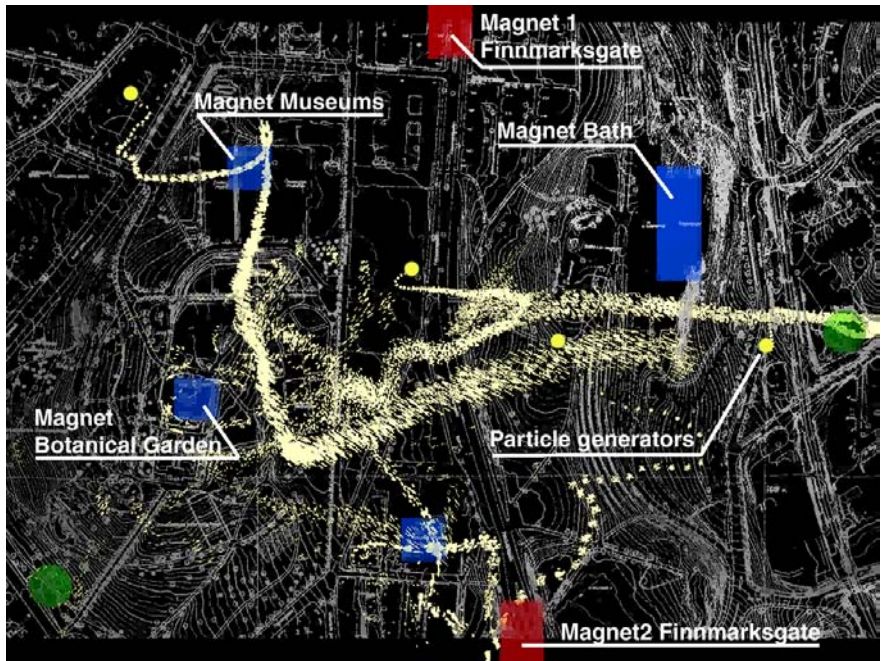 Magnet 1
Finnmarksgate
Magnet Museums
Magnet Bath
Magnet
Botanical Garden
Particle generators
Magnet2 Finnmarksgate